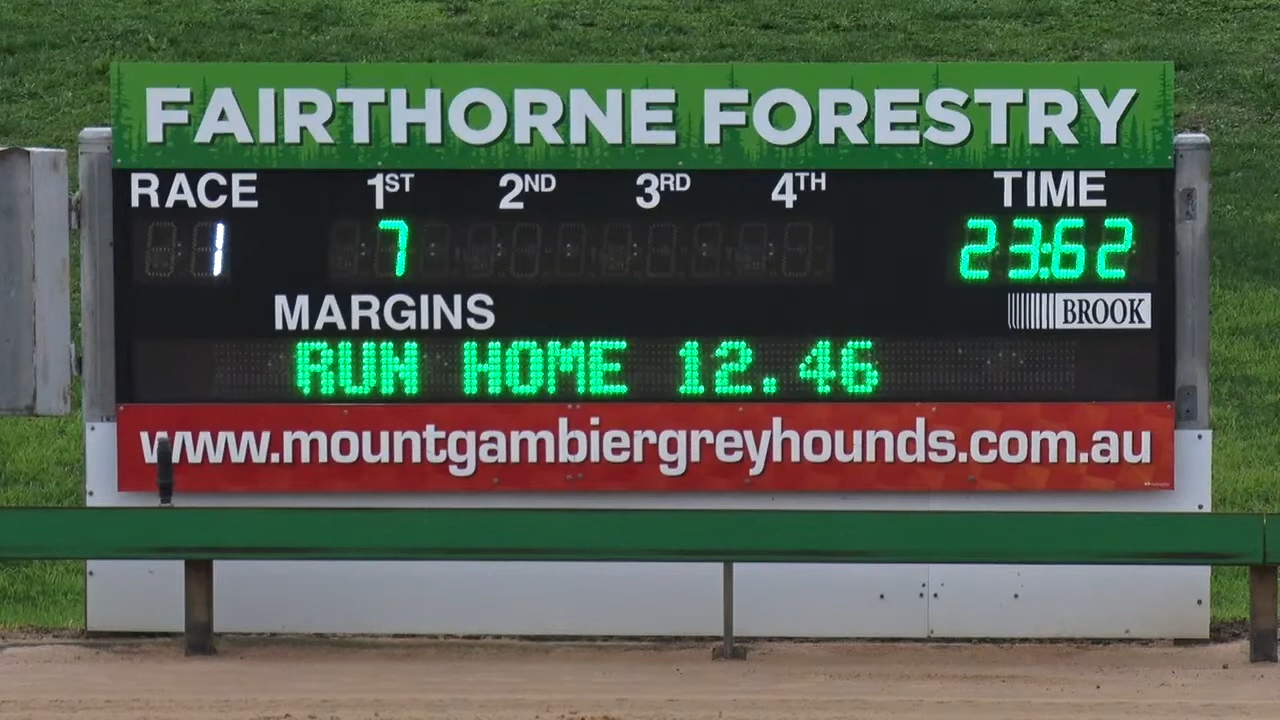 FAIRTHORNE FORESTRY
RACE 1ST 2ND 3RD 4TH TIME
1 7 23:62
MARGINS BROOK
RUN HOME 12.46
www.mountgambiergreyhounds.com.au